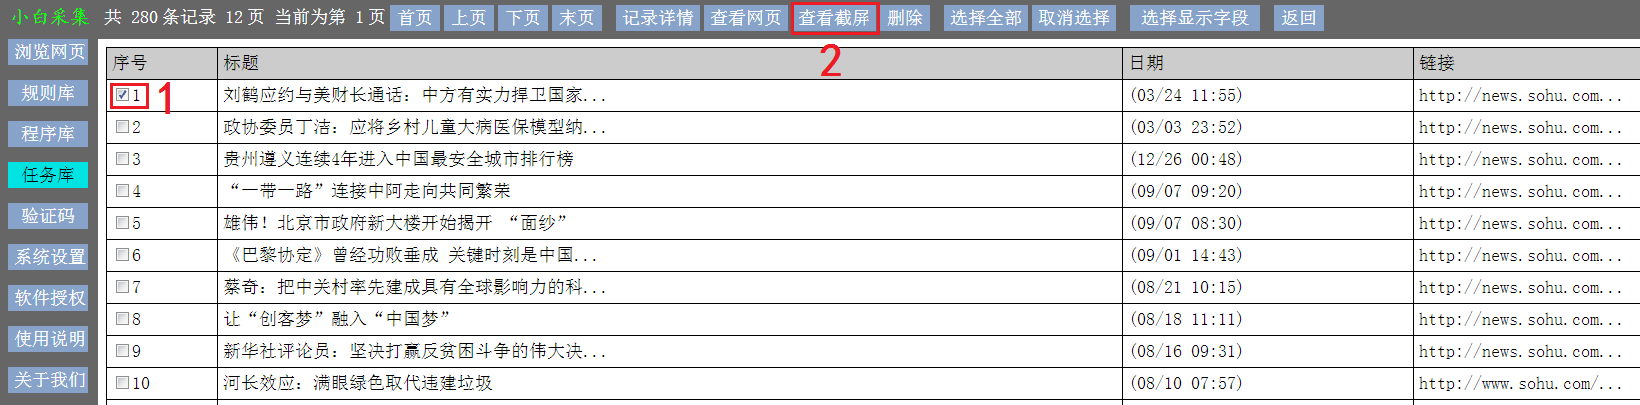 小白采集 共 280条记录 12页 当前为第 1页 首页 上页 下页 末页 记录详情 查看网页 查看截屏 删除 选择全部 取消选择 选择显示字段 返回
浏览网页
规则库
程序库
任务库
验证码
系统设置
软件授权
使用说明
关于我们
序号 标题 日期 链接
1 刘鹤应约与美财长通话：中方有实力捍卫国家... (03/24 11:55) http://news.sohu.com...
2 政协委员丁洁：应将乡村儿童大病医保模型纳... (03/03 23:52) http://news.sohu.com...
3 贵州遵义连续4年进入中国最安全城市排行榜 (12/26 00:48) http://news.sohu.com...
4 “一带一路”连接中阿走向共同繁荣 (09/07 09:20) http://news.sohu.com...
5 雄伟！北京市政府新大楼开始揭开 “面纱” (09/07 08:30) http://news.sohu.com...
6 《巴黎协定》曾经功败垂成 关键时刻是中国... (09/01 14:43) http://news.sohu.com...
7 蔡奇：把中关村率先建成具有全球影响力的科... (08/21 10:15) http://news.sohu.com...
8 让“创客梦”融入“中国梦” (08/18 11:11) http://news.sohu.com...
9 新华社评论员：坚决打赢反贫困斗争的伟大决... (08/16 09:31) http://news.sohu.com...
10 河长效应：满眼绿色取代违建垃圾 (08/10 07:57) http://www.sohu.com/...
1
2